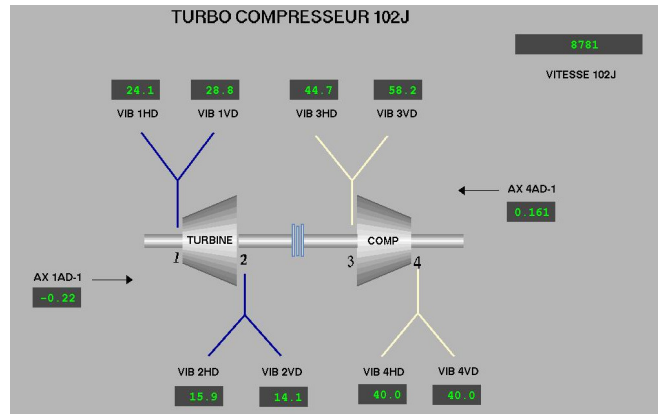 TURBO COMPRESSEUR 102J
8781
VITESSE 102J
24.1 28.8 44.7 58.2
VIB 1HD VIB 1VD VIB 3HD VIB 3VD
AX 4AD-1
0.161
TURBINE COMP
1 2 3 4
AX 1AD-1
-0.22
VIB 2HD VIB 2VD VIB 4HD VIB 4VD
15.9 14.1 40.0 40.0